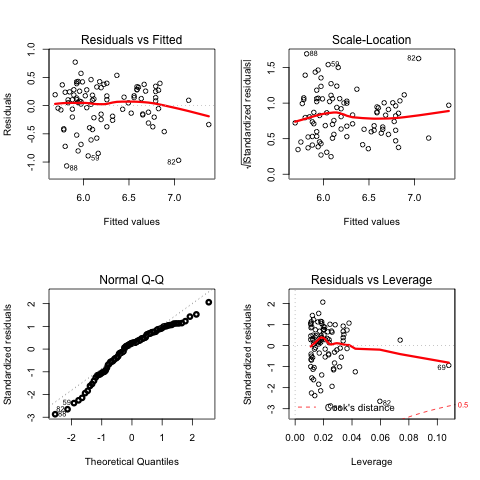 Residuals vs Fitted
Residuals
1.0
0.5
0.0
-0.5
-1.0
88
59
82
6.0 6.5 7.0
Fitted values
Scale-Location
√|Standardized residuals|
1.5
1.0
0.5
0.0
88
59
82
6.0 6.5 7.0
Fitted values
Normal Q-Q
Standardized residuals
2
1
0
-1
-2
-3
59
82
88
-2 -1 0 1 2
Theoretical Quantiles
Residuals vs Leverage
Standardized residuals
2
1
0
-1
-2
-3
69
82
88
Cook's distance
0.5
0.00 0.02 0.04 0.06 0.08 0.10
Leverage